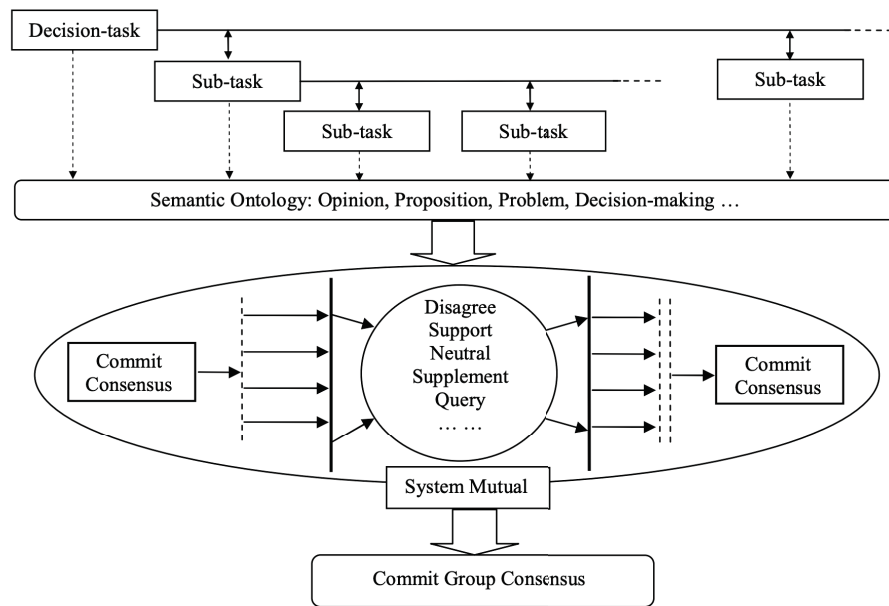 Decision-task
Sub-task
Sub-task
Sub-task
Sub-task
Semantic Ontology: Opinion, Proposition, Problem, Decision-making …
Disagree
Support
Neutral
Supplement
Query
… …
Commit
Consensus
Commit
Consensus
System Mutual
Commit Group Consensus